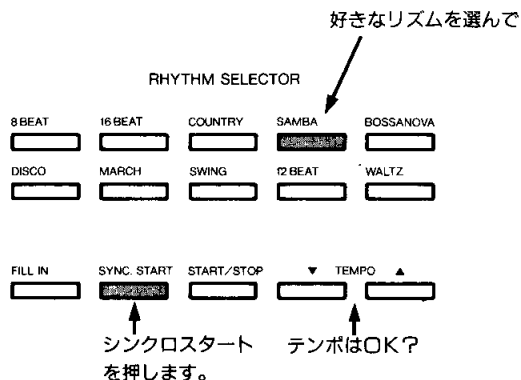 好きなリズムを選んで
RHYTHM SELECTOR
8 BEAT 16 BEAT COUNTRY SAMBA BOSSANOVA
DISCO MARCH SWING 12 BEAT WALTZ
FILL IN SYNC. START START/STOP ▼ TEMPO ▲
シンクロスタート テンポはOK?
を押します。